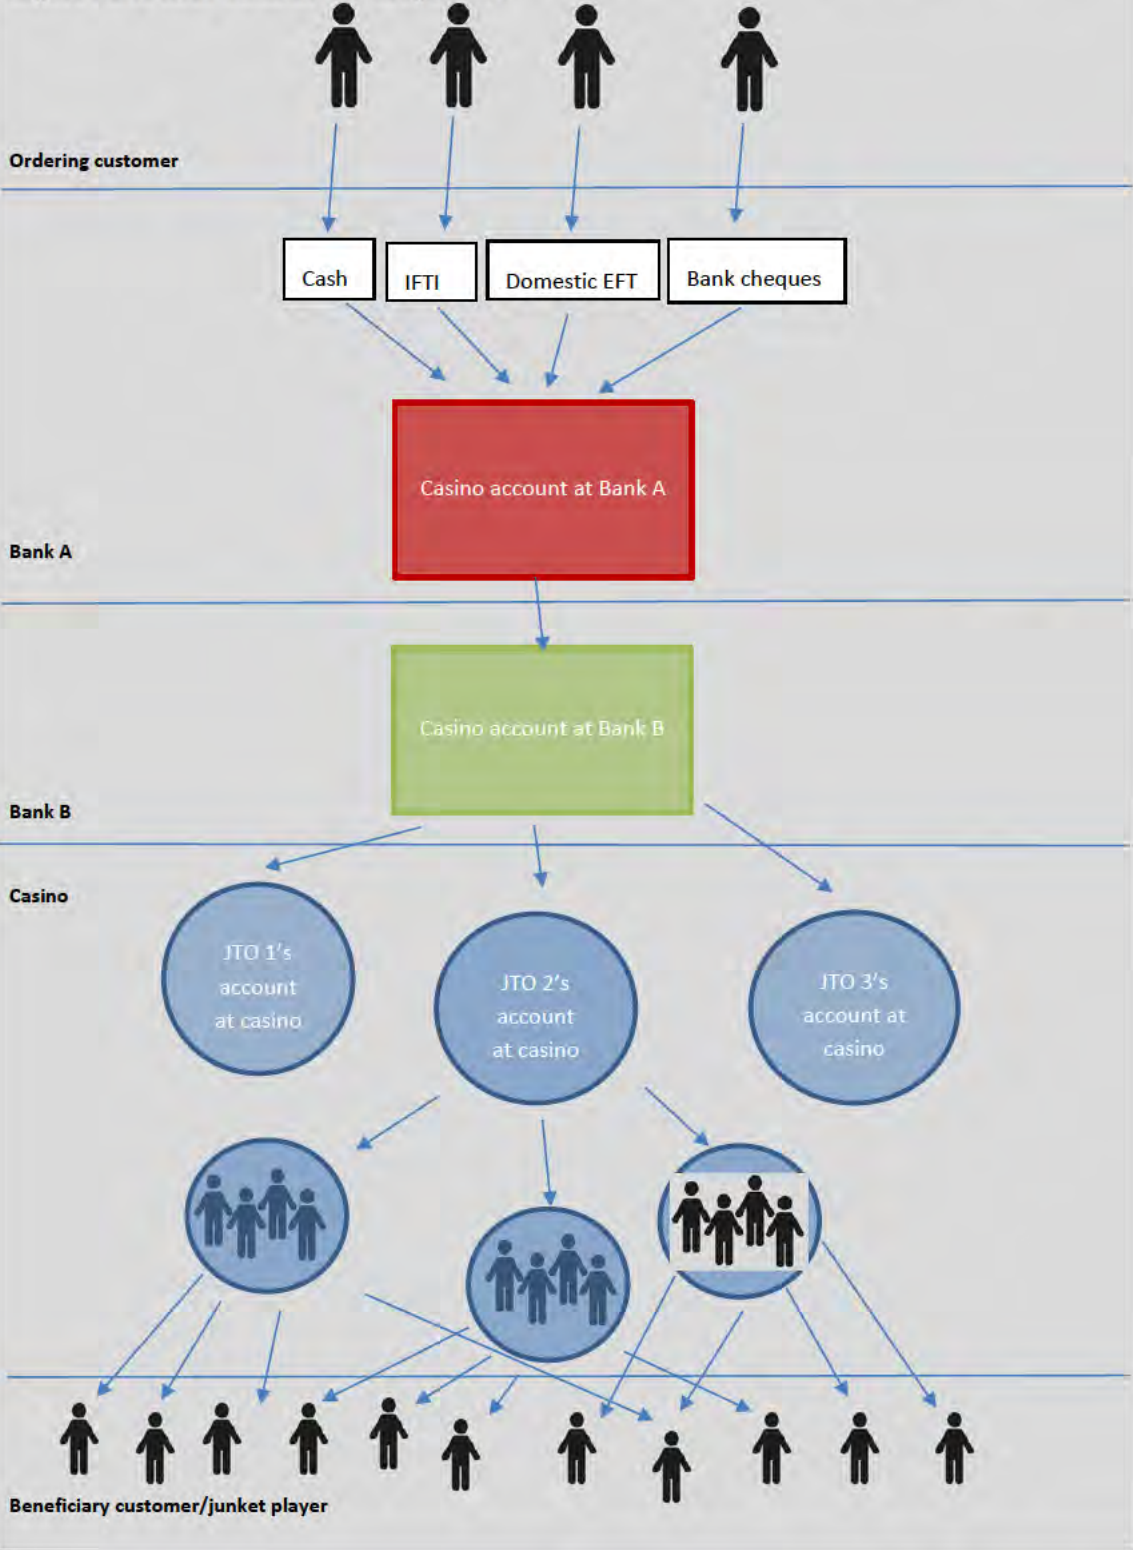 Ordering customer
Cash
IFTI
Domestic EFT
Bank cheques
Casino account at Bank A
Bank A
Casino account at Bank B
Bank B
Casino
JTO 1's
account
at casino
JTO 2's
account
at casino
JTO 3's
account at
casino
Beneficiary customer/junket player